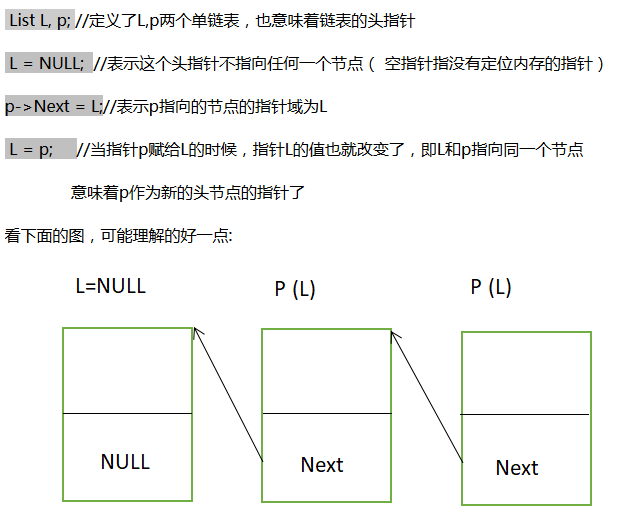 List L, p; //定义了L,p两个单链表，也意味着链表的头指针
L = NULL; //表示这个头指针不指向任何一个节点（ 空指针指没有定位内存的指针）
p->Next = L;//表示p指向的节点的指针域为L
L = p; //当指针p赋给L的时候，指针L的值也就改变了，即L和p指向同一个节点
意味着p作为新的头节点的指针了
看下面的图，可能理解的好一点:
L=NULL P (L) P (L)
NULL Next Next